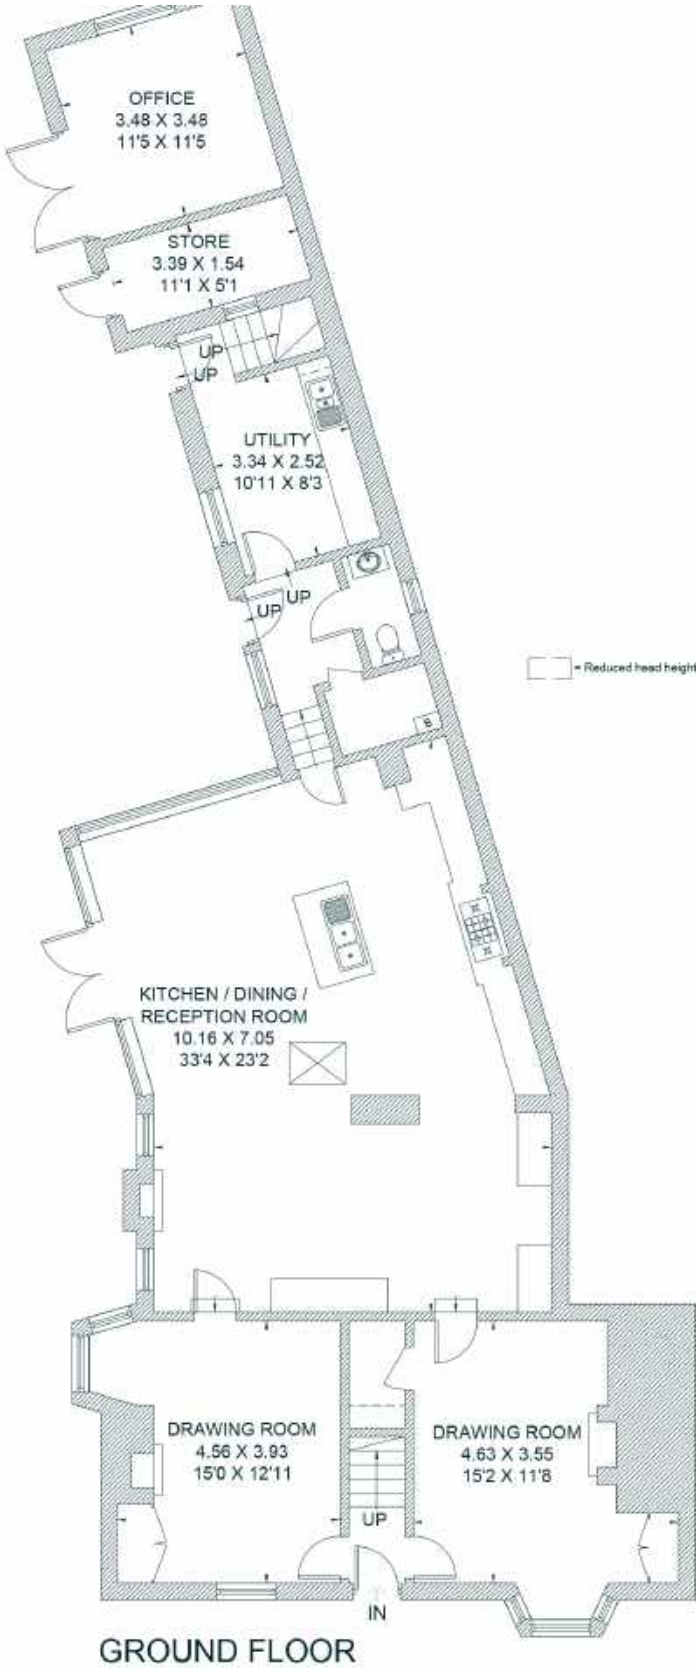 OFFICE
3.48 X 3.48
11'5 X 11'5
STORE
3.39 X 1.54
11'1 X 5'1
UP
UP
UTILITY
3.34 X 2.52
10'11 X 8'3
UP
UP
= Reduced head height
B
KITCHEN / DINING /
RECEPTION ROOM
10.16 X 7.05
33'4 X 23'2
DRAWING ROOM
4.56 X 3.93
15'0 X 12'11
DRAWING ROOM
4.63 X 3.55
15'2 X 11'8
UP
IN
GROUND FLOOR